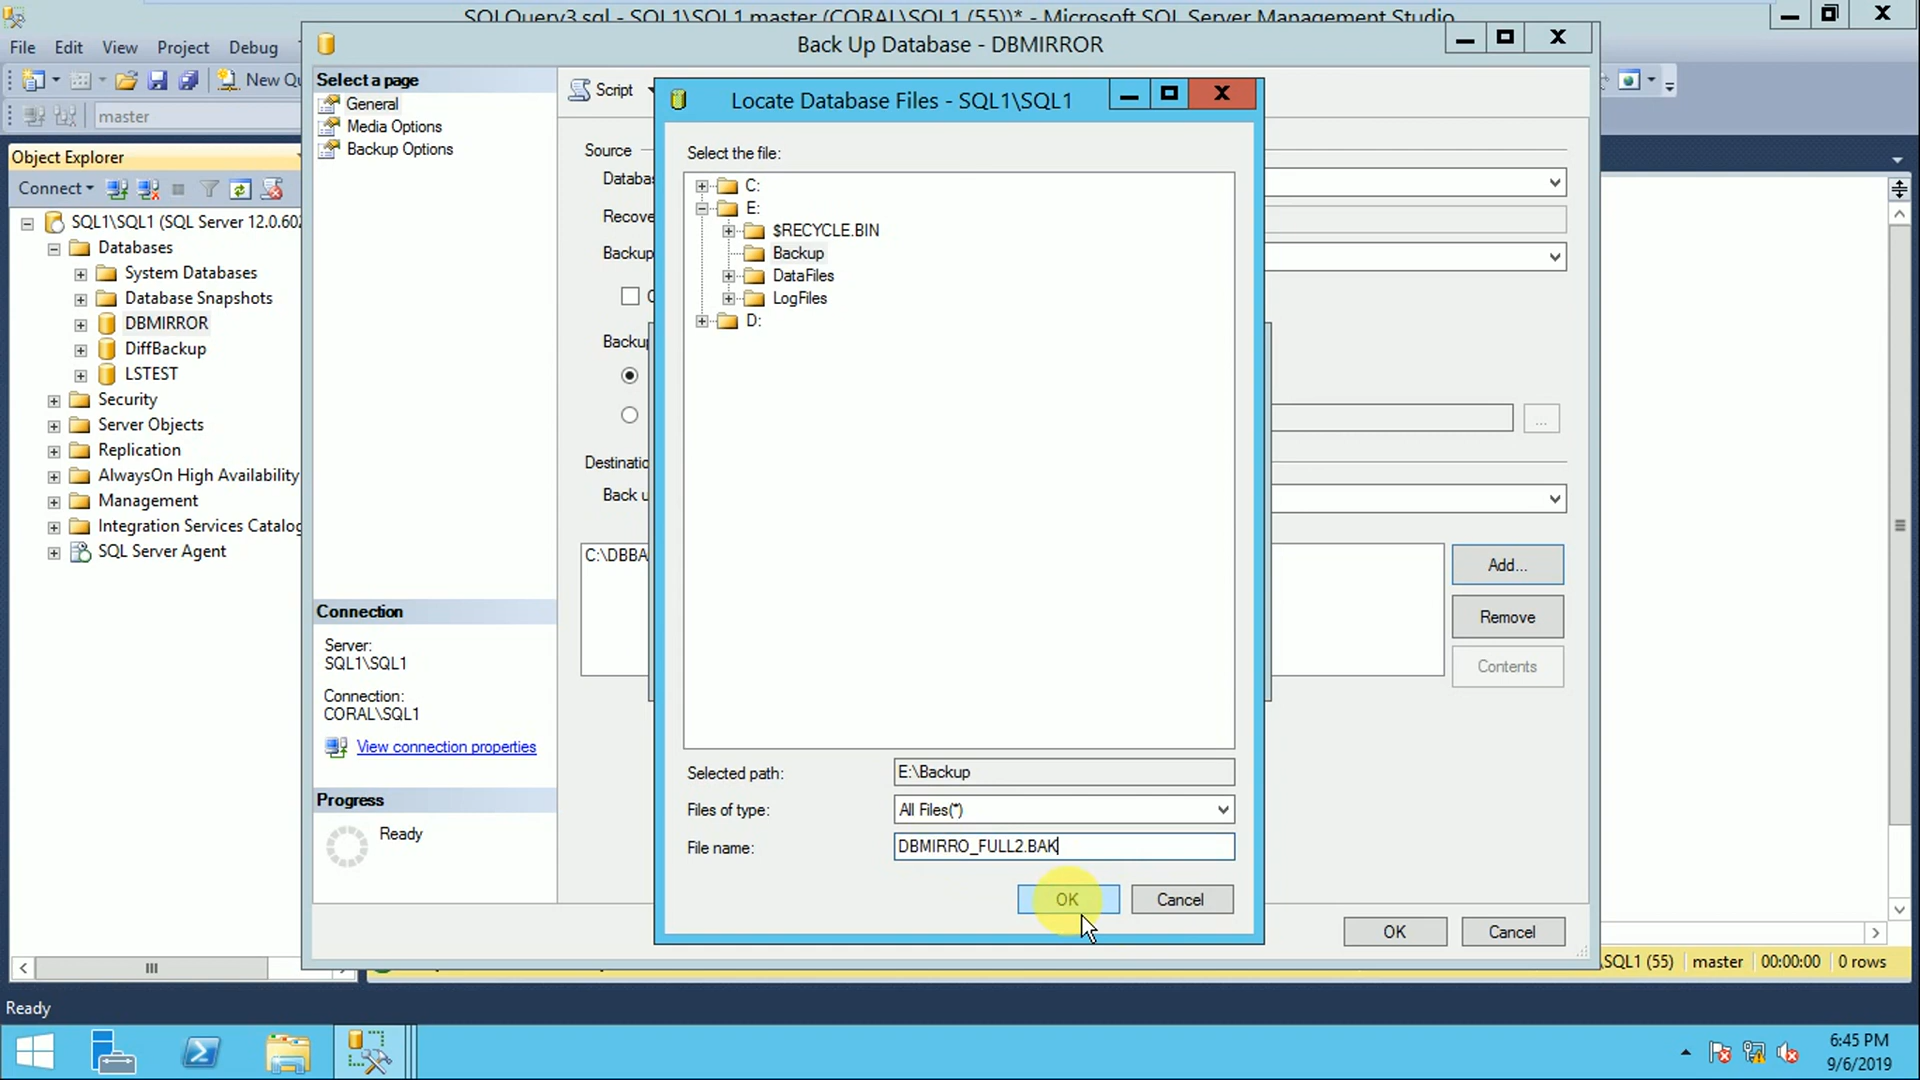 SQLQuery3.sql - SQL1\SQL1.master (CORAL\SQL1 (55))* - Microsoft SQL Server Management Studio
File Edit View Project Debug
New Qu
master
Object Explorer
Connect
SQL1\SQL1 (SQL Server 12.0.602
Databases
System Databases
Database Snapshots
DBMIRROR
DiffBackup
LSTEST
Security
Server Objects
Replication
AlwaysOn High Availability
Management
Integration Services Catalog
SQL Server Agent
Back Up Database - DBMIRROR
Select a page
General
Media Options
Backup Options
Connection
Server:
SQL1\SQL1
Connection:
CORAL\SQL1
View connection properties
Progress
Ready
Script
Source
Databas
Recove
Backup
C
Backup
Destinatio
Back u
C:\DBBA
...
Add...
Remove
Contents
OK Cancel
Locate Database Files - SQL1\SQL1
Select the file:
C:
E:
$RECYCLE.BIN
Backup
DataFiles
LogFiles
D:
Selected path: E:\Backup
Files of type: All Files(*)
File name: DBMIRRO_FULL2.BAK
OK Cancel
\SQL1 (55) master 00:00:00 0 rows
Ready
6:45 PM
9/6/2019